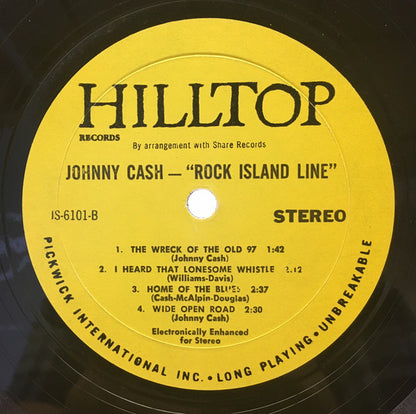 HILLTOP
RECORDS
By arrangement with Share Records
JOHNNY CASH — "ROCK ISLAND LINE"
JS-6101-B
STEREO
1. THE WRECK OF THE OLD 97 1:42
(Johnny Cash)
2. I HEARD THAT LONESOME WHISTLE 2:12
(Williams-Davis)
3. HOME OF THE BLUES 2:37
(Cash-McAlpin-Douglas)
4. WIDE OPEN ROAD 2:30
(Johnny Cash)
Electronically Enhanced
for Stereo
PICKWICK INTERNATIONAL INC. • LONG PLAYING • UNBREAKABLE